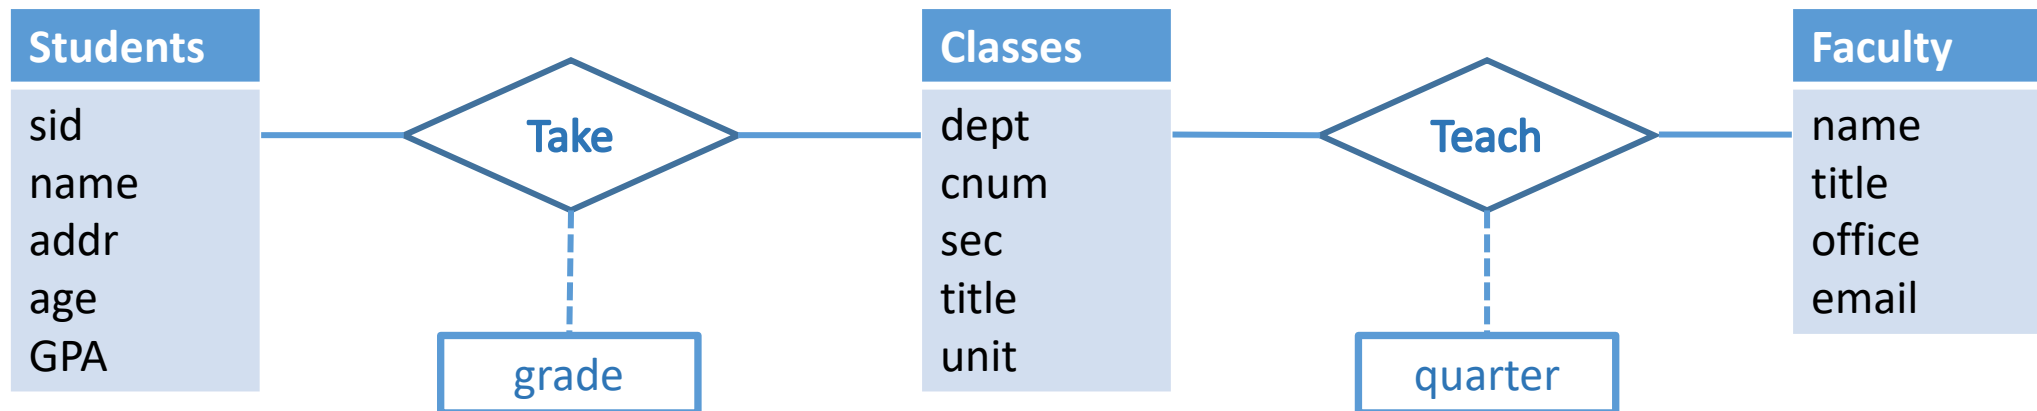 Students
sid
name
addr
age
GPA
Take
grade
Classes
dept
cnum
sec
title
unit
Teach
quarter
Faculty
name
title
office
email